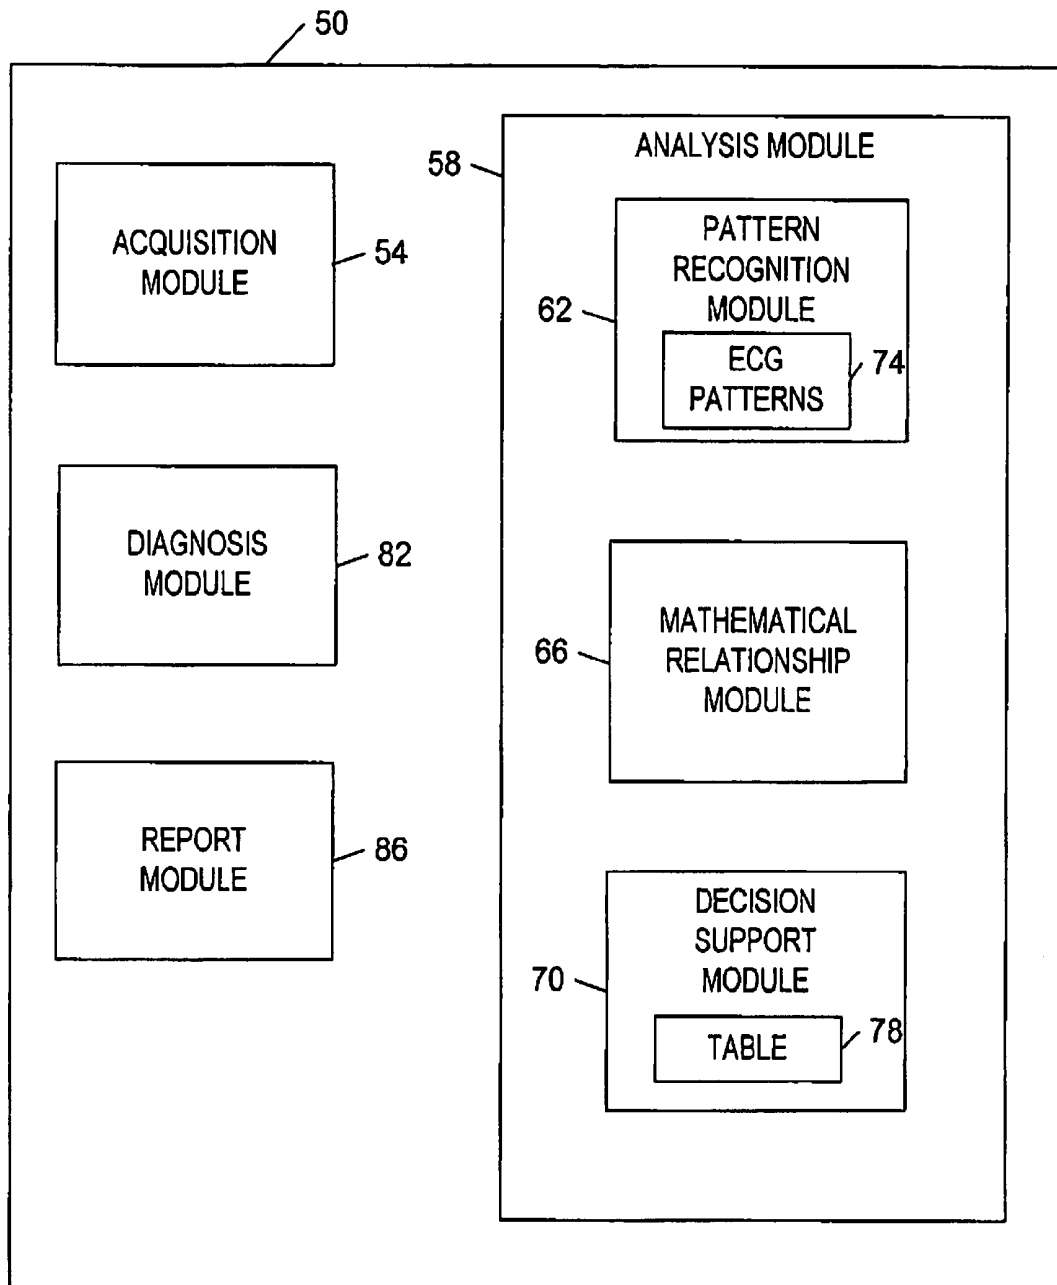 50
ANALYSIS MODULE
58
ACQUISITION
MODULE
54
PATTERN
RECOGNITION
MODULE
62
ECG
PATTERNS
74
DIAGNOSIS
MODULE
82
MATHEMATICAL
RELATIONSHIP
MODULE
66
REPORT
MODULE
86
DECISION
SUPPORT
MODULE
70
TABLE
78